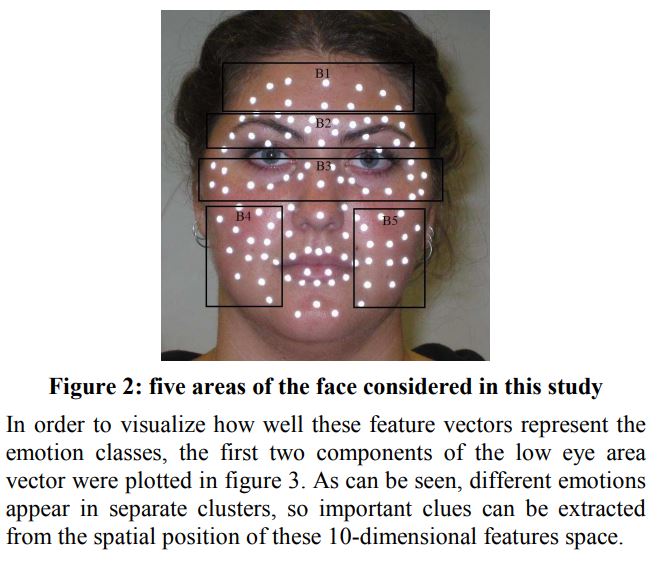 B1
B2
B3
B4
B5
Figure 2: five areas of the face considered in this study
In order to visualize how well these feature vectors represent the
emotion classes, the first two components of the low eye area
vector were plotted in figure 3. As can be seen, different emotions
appear in separate clusters, so important clues can be extracted
from the spatial position of these 10-dimensional features space.